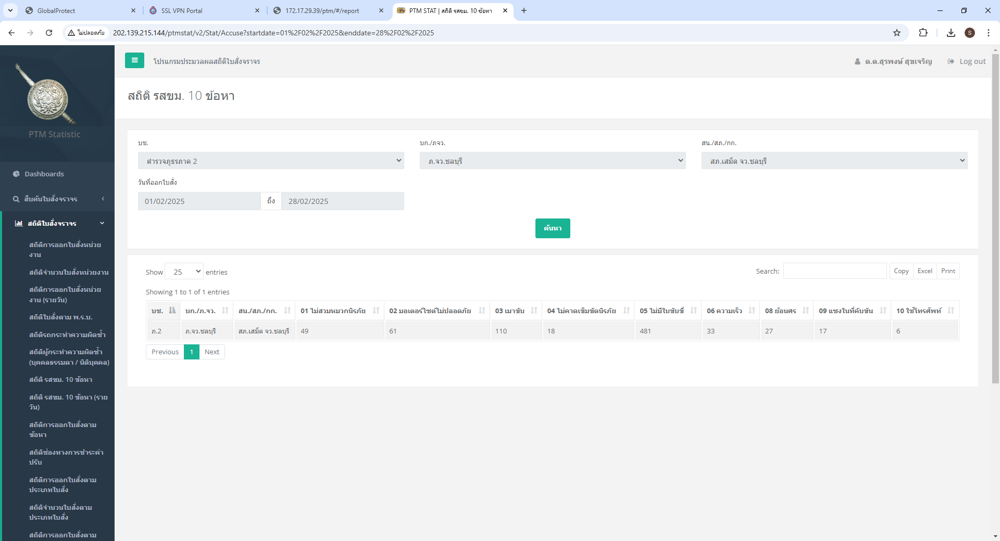 GlobalProtect
SSL VPN Portal
172.17.29.39/ptm/#/report
PTM STAT | สถิติ รสขม. 10 ข้อหา
ไม่ปลอดภัย
202.139.215.144/ptmstat/v2/Stat/Accuse?startdate=01%2F02%2F2025&enddate=28%2F02%2F2025
S
โปรแกรมประมวลผลสถิติใบสั่งจราจร
ด.ต.สุรพงษ์ สุขเจริญ
Log out
PTM Statistic
Dashboards
สืบค้นใบสั่งจราจร
สถิติใบสั่งจราจร
สถิติการออกใบสั่งหน่วย
งาน
สถิติจำนวนใบสั่งหน่วยงาน
สถิติการออกใบสั่งหน่วย
งาน (รายวัน)
สถิติใบสั่งตาม พ.ร.บ.
สถิติรถกระทำความผิดซ้ำ
สถิติผู้กระทำความผิดซ้ำ
(บุคคลธรรมดา / นิติบุคคล)
สถิติ รสขม. 10 ข้อหา
สถิติ รสขม. 10 ข้อหา (ราย
วัน)
สถิติการออกใบสั่งตาม
ข้อหา
สถิติช่องทางการชำระค่า
ปรับ
สถิติการออกใบสั่งตาม
ประเภทใบสั่ง
สถิติจำนวนใบสั่งตาม
ประเภทใบสั่ง
สถิติการออกใบสั่งตาม
สถิติ รสขม. 10 ข้อหา
บช. บก./ภจว. สน./สภ./กก.
ตำรวจภูธรภาค 2 ภ.จว.ชลบุรี สภ.เสม็ด จว.ชลบุรี
วันที่ออกใบสั่ง
01/02/2025 ถึง 28/02/2025
ค้นหา
Show 25 entries Search: Copy Excel Print
Showing 1 to 1 of 1 entries
บช. บก./ภ.จว. สน./สภ./กก. 01 ไม่สวมหมวกนิรภัย 02 มอเตอร์ไซต์ไม่ปลอดภัย 03 เมาขับ 04 ไม่คาดเข็มขัดนิรภัย 05 ไม่มีใบขับขี่ 06 ความเร็ว 08 ย้อนศร 09 แซงในที่คับขัน 10 ใช้โทรศัพท์
ภ.2 ภ.จว.ชลบุรี สภ.เสม็ด จว.ชลบุรี 49 61 110 18 481 33 27 17 6
Previous 1 Next